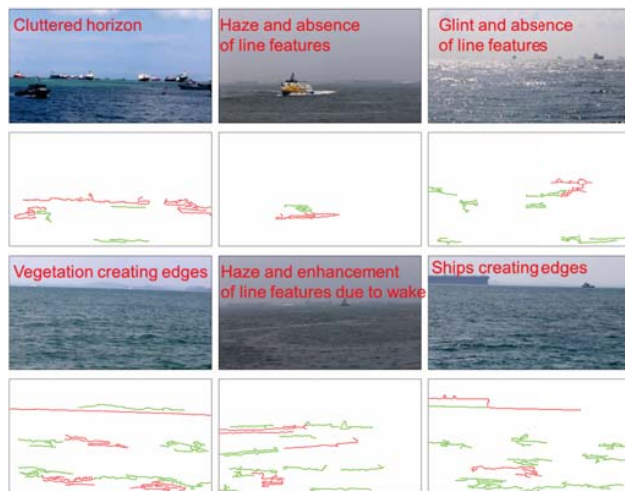 Cluttered horizon
Haze and absence
of line features
Glint and absence
of line features
Vegetation creating edges
Haze and enhancement
of line features due to wake
Ships creating edges